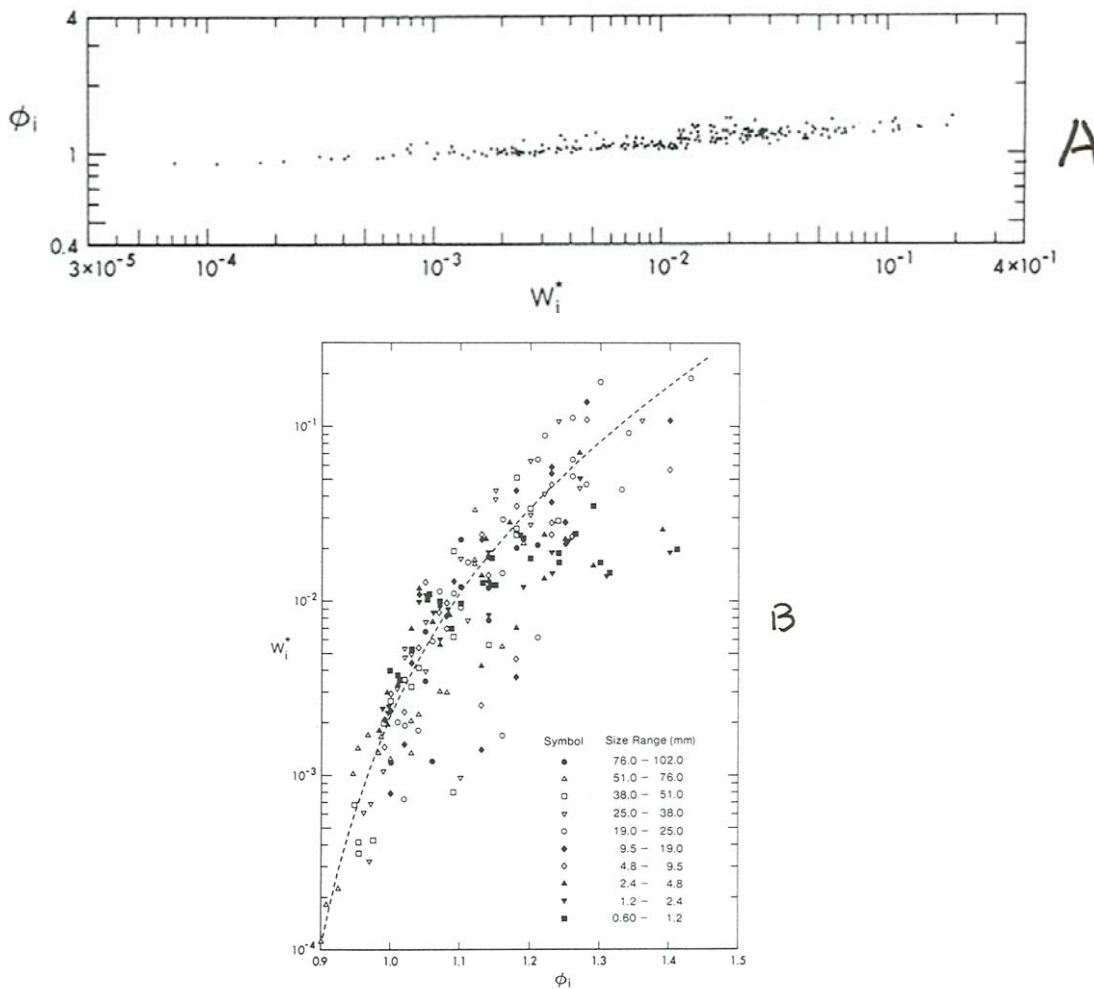 4
ϕi
1
0.4
3×10⁻⁵ 10⁻⁴ 10⁻³ 10⁻² 10⁻¹ 4×10⁻¹
Wi*
A
10⁻¹
10⁻²
Wi*
10⁻³
10⁻⁴
0.9 1.0 1.1 1.2 1.3 1.4 1.5
ϕi
Symbol Size Range (mm)
● 76.0 – 102.0
△ 51.0 – 76.0
□ 38.0 – 51.0
▽ 25.0 – 38.0
○ 19.0 – 25.0
◆ 9.5 – 19.0
◇ 4.8 – 9.5
▲ 2.4 – 4.8
▼ 1.2 – 2.4
■ 0.60 – 1.2
B